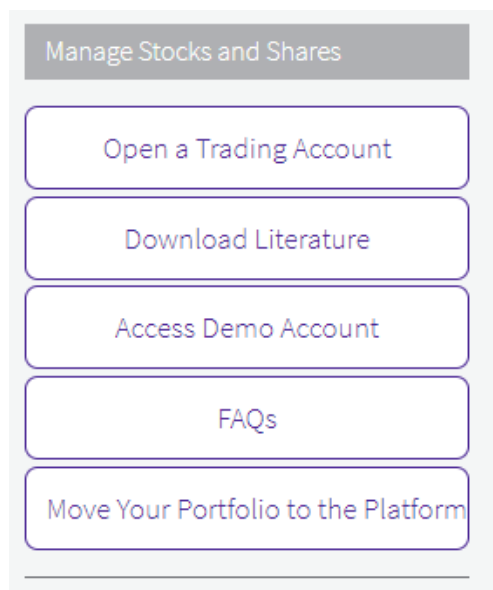 Manage Stocks and Shares
Open a Trading Account
Download Literature
Access Demo Account
FAQs
Move Your Portfolio to the Platform